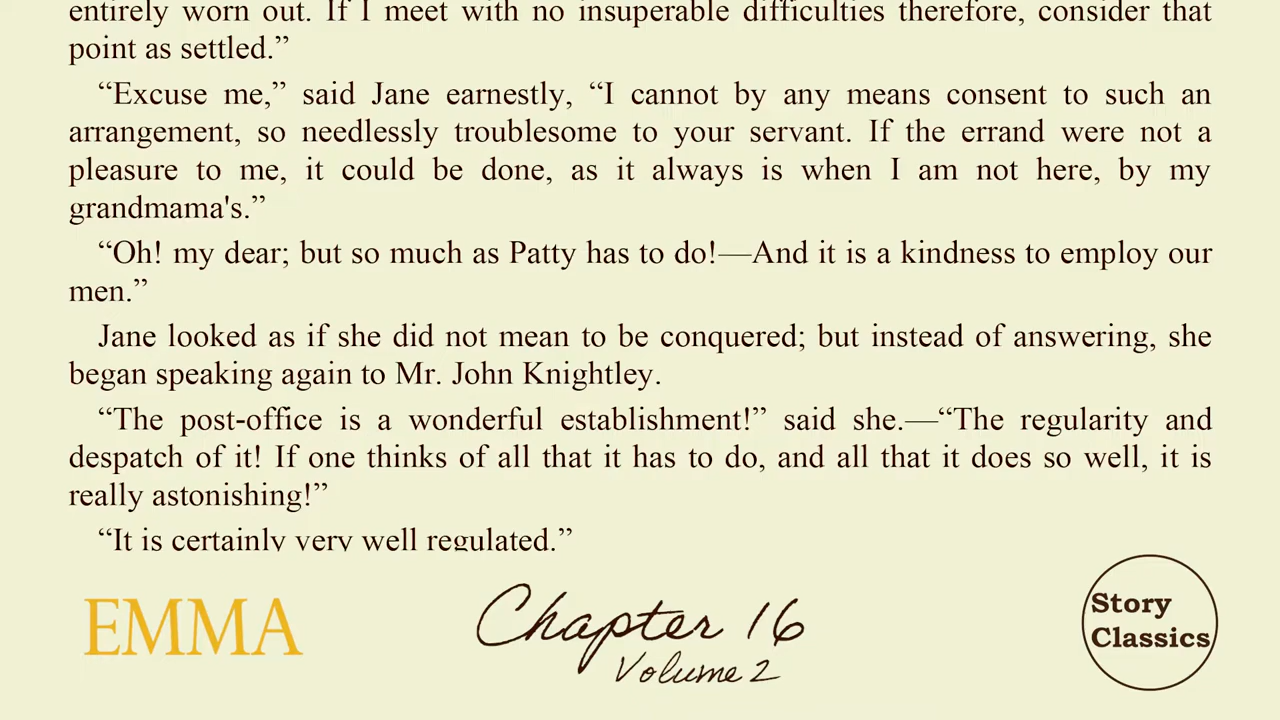 entirely worn out. If I meet with no insuperable difficulties therefore, consider that
point as settled.”
“Excuse me,” said Jane earnestly, “I cannot by any means consent to such an
arrangement, so needlessly troublesome to your servant. If the errand were not a
pleasure to me, it could be done, as it always is when I am not here, by my
grandmama's.”
“Oh! my dear; but so much as Patty has to do!—And it is a kindness to employ our
men.”
Jane looked as if she did not mean to be conquered; but instead of answering, she
began speaking again to Mr. John Knightley.
“The post-office is a wonderful establishment!” said she.—“The regularity and
despatch of it! If one thinks of all that it has to do, and all that it does so well, it is
really astonishing!”
“It is certainly very well regulated.”
EMMA
Chapter 16
Volume 2
Story
Classics